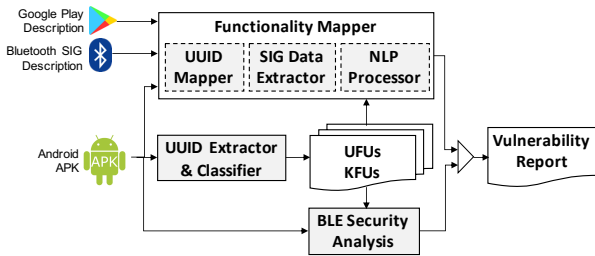 Google Play
Description
Bluetooth SIG
Description
Functionality Mapper
UUID
Mapper
SIG Data
Extractor
NLP
Processor
Android
APK
APK
UUID Extractor
& Classifier
UFUs
KFUs
Vulnerability
Report
BLE Security
Analysis